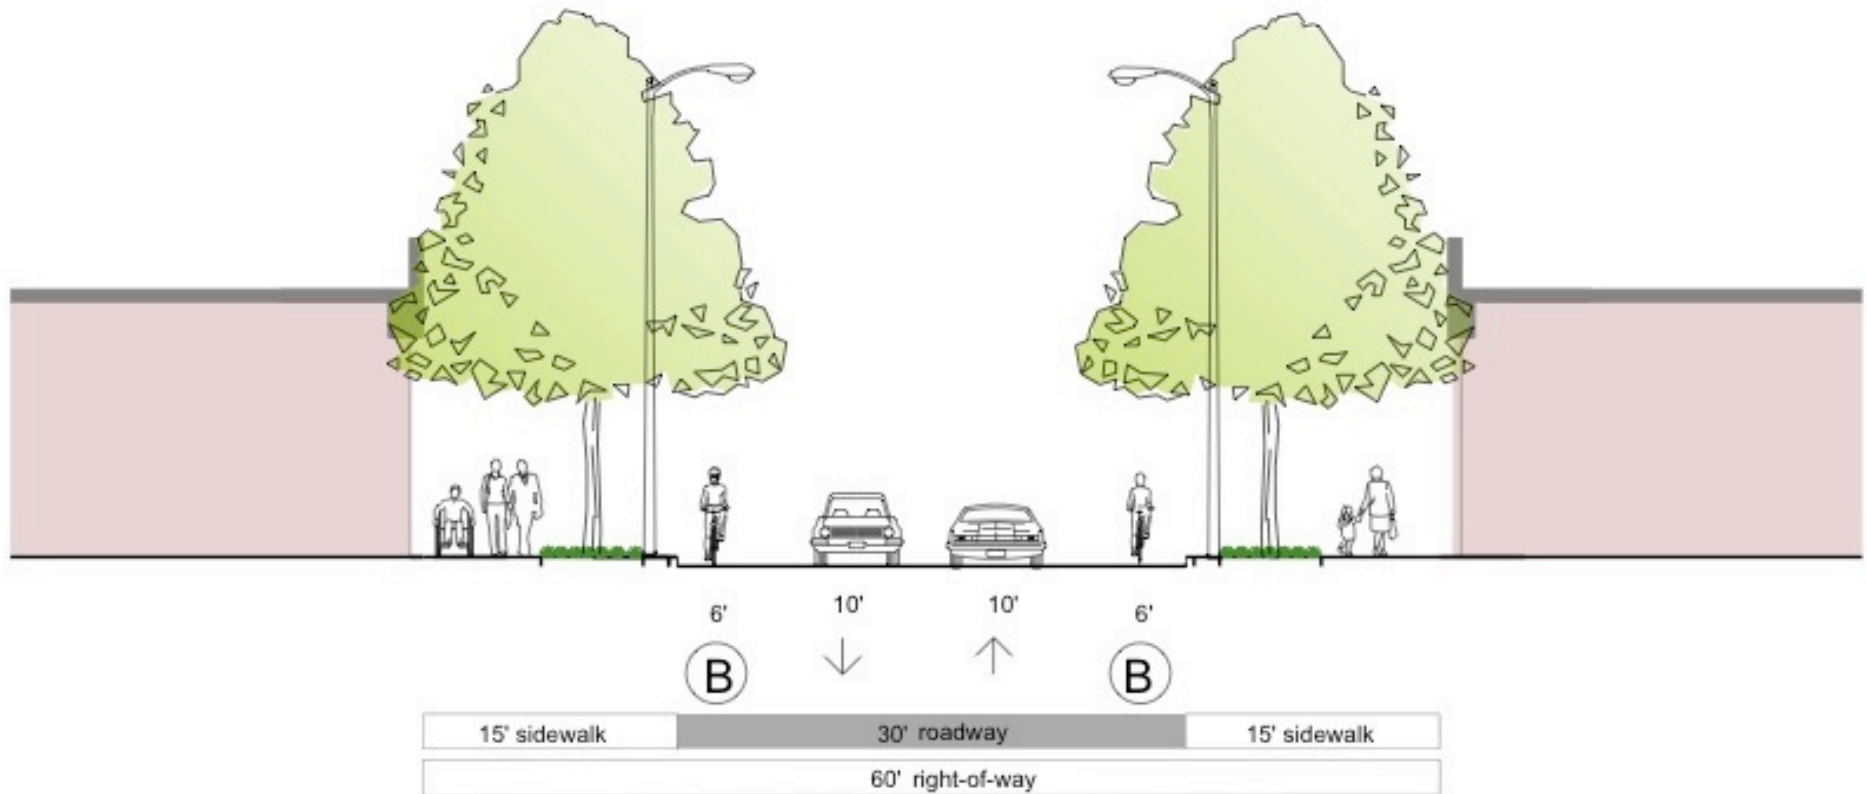 6' 10' 10' 6'
B B
15' sidewalk 30' roadway 15' sidewalk
60' right-of-way